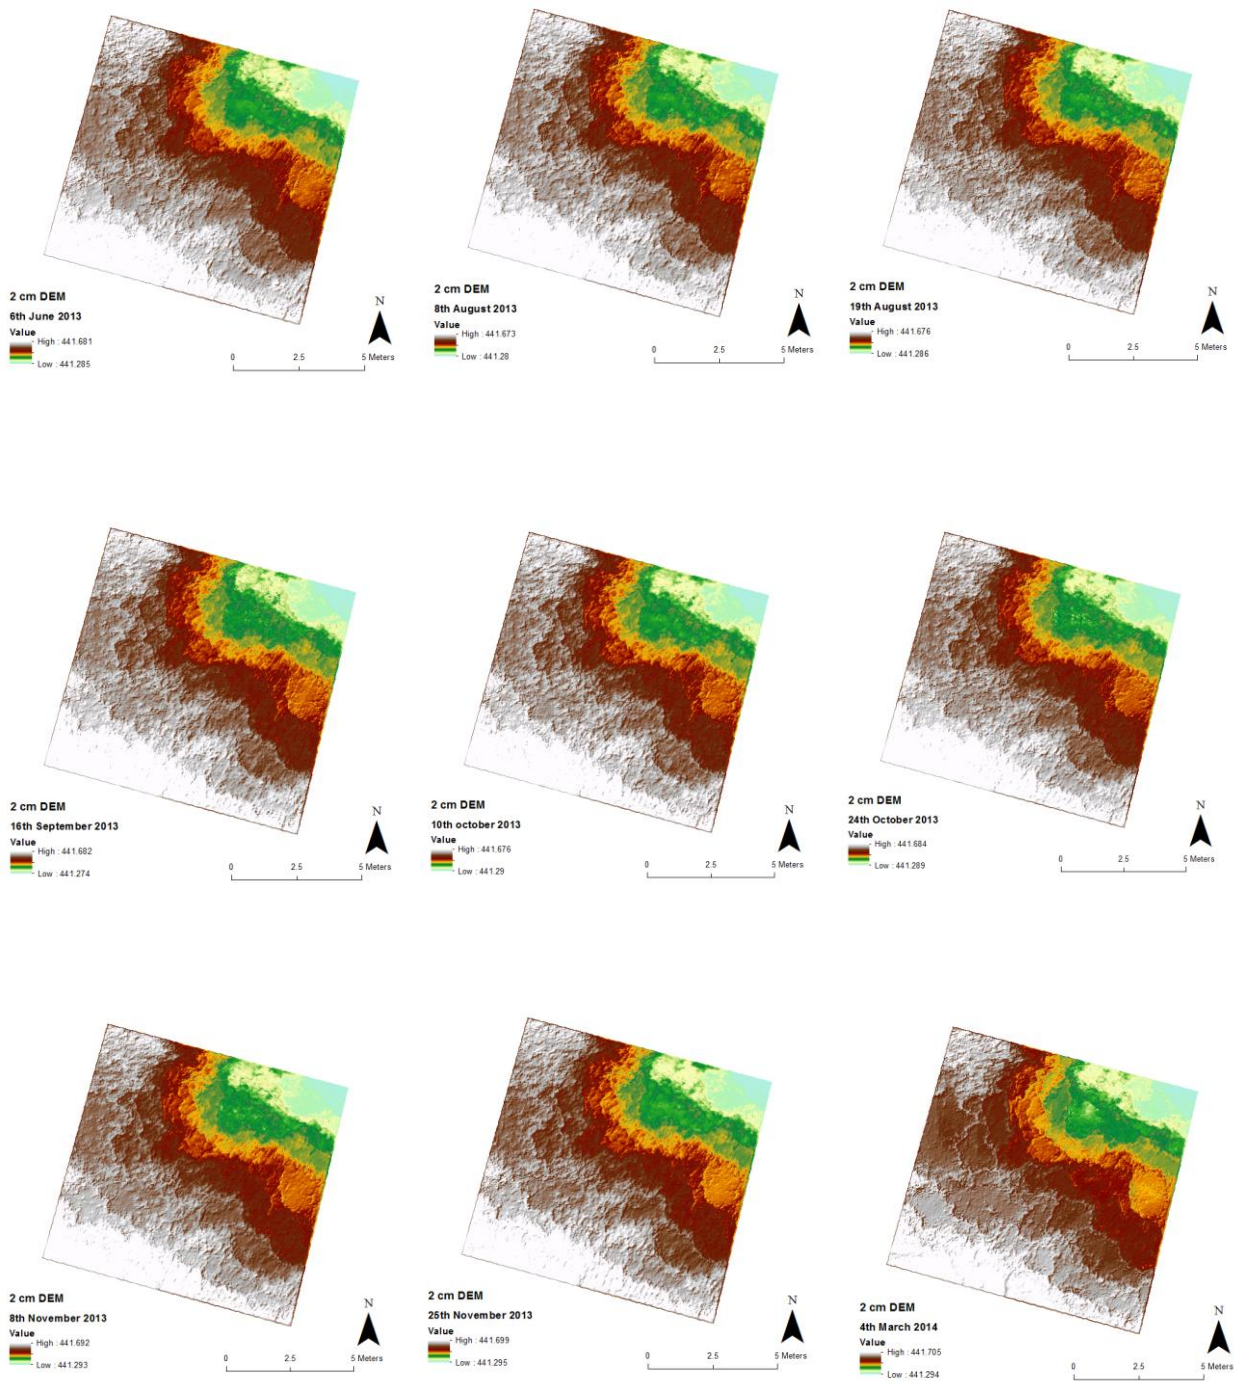 2 cm DEM
6th June 2013
Value
High : 441.681
Low : 441.285
N
0 2.5 5 Meters
2 cm DEM
8th August 2013
Value
High : 441.673
Low : 441.28
N
0 2.5 5 Meters
2 cm DEM
19th August 2013
Value
High : 441.676
Low : 441.286
N
0 2.5 5 Meters
2 cm DEM
16th September 2013
Value
High : 441.682
Low : 441.274
N
0 2.5 5 Meters
2 cm DEM
10th october 2013
Value
High : 441.676
Low : 441.29
N
0 2.5 5 Meters
2 cm DEM
24th October 2013
Value
High : 441.684
Low : 441.289
N
0 2.5 5 Meters
2 cm DEM
8th November 2013
Value
High : 441.692
Low : 441.293
N
0 2.5 5 Meters
2 cm DEM
25th November 2013
Value
High : 441.699
Low : 441.295
N
0 2.5 5 Meters
2 cm DEM
4th March 2014
Value
High : 441.705
Low : 441.294
N
0 2.5 5 Meters